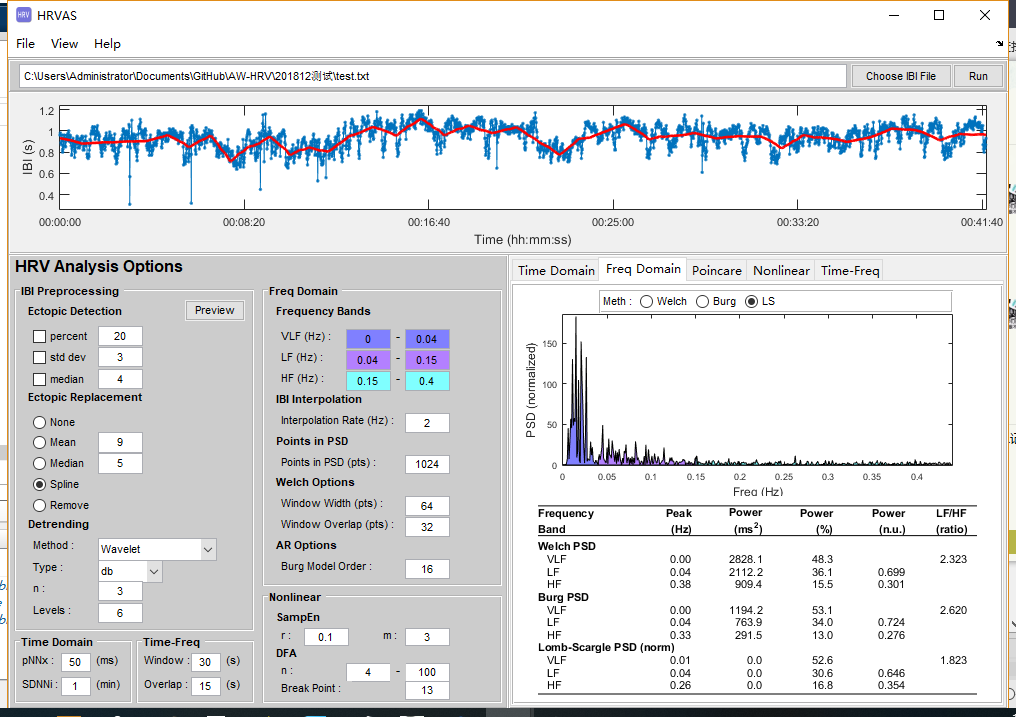 HRV HRVAS
File View Help
C:\Users\Administrator\Documents\GitHub\AW-HRV\201812测试\test.txt Choose IBI File Run
1.2
1
0.8
0.6
0.4
IBI (s)
00:00:00 00:08:20 00:16:40 00:25:00 00:33:20 00:41:40
Time (hh:mm:ss)
HRV Analysis Options
IBI Preprocessing
Ectopic Detection Preview
percent 20
std dev 3
median 4
Ectopic Replacement
None
Mean 9
Median 5
Spline
Remove
Detrending
Method : Wavelet
Type : db
n : 3
Levels : 6
Time Domain
pNNx : 50 (ms)
SDNNi : 1 (min)
Time-Freq
Window : 30 (s)
Overlap : 15 (s)
Freq Domain
Frequency Bands
VLF (Hz) : 0 - 0.04
LF (Hz) : 0.04 - 0.15
HF (Hz) : 0.15 - 0.4
IBI Interpolation
Interpolation Rate (Hz) : 2
Points in PSD
Points in PSD (pts) : 1024
Welch Options
Window Width (pts) : 64
Window Overlap (pts) : 32
AR Options
Burg Model Order : 16
Nonlinear
SampEn
r : 0.1 m : 3
DFA
n : 4 - 100
Break Point : 13
Time Domain Freq Domain Poincare Nonlinear Time-Freq
Meth : Welch Burg LS
150
100
50
0
PSD (normalized)
0 0.05 0.1 0.15 0.2 0.25 0.3 0.35 0.4
Freq (Hz)
Frequency Peak Power Power Power LF/HF
Band (Hz) (ms2) (%) (n.u.) (ratio)
Welch PSD
VLF 0.00 2828.1 48.3 2.323
LF 0.04 2112.2 36.1 0.699
HF 0.38 909.4 15.5 0.301
Burg PSD
VLF 0.00 1194.2 53.1 2.620
LF 0.04 763.9 34.0 0.724
HF 0.33 291.5 13.0 0.276
Lomb-Scargle PSD (norm)
VLF 0.01 0.0 52.6 1.823
LF 0.04 0.0 30.6 0.646
HF 0.26 0.0 16.8 0.354